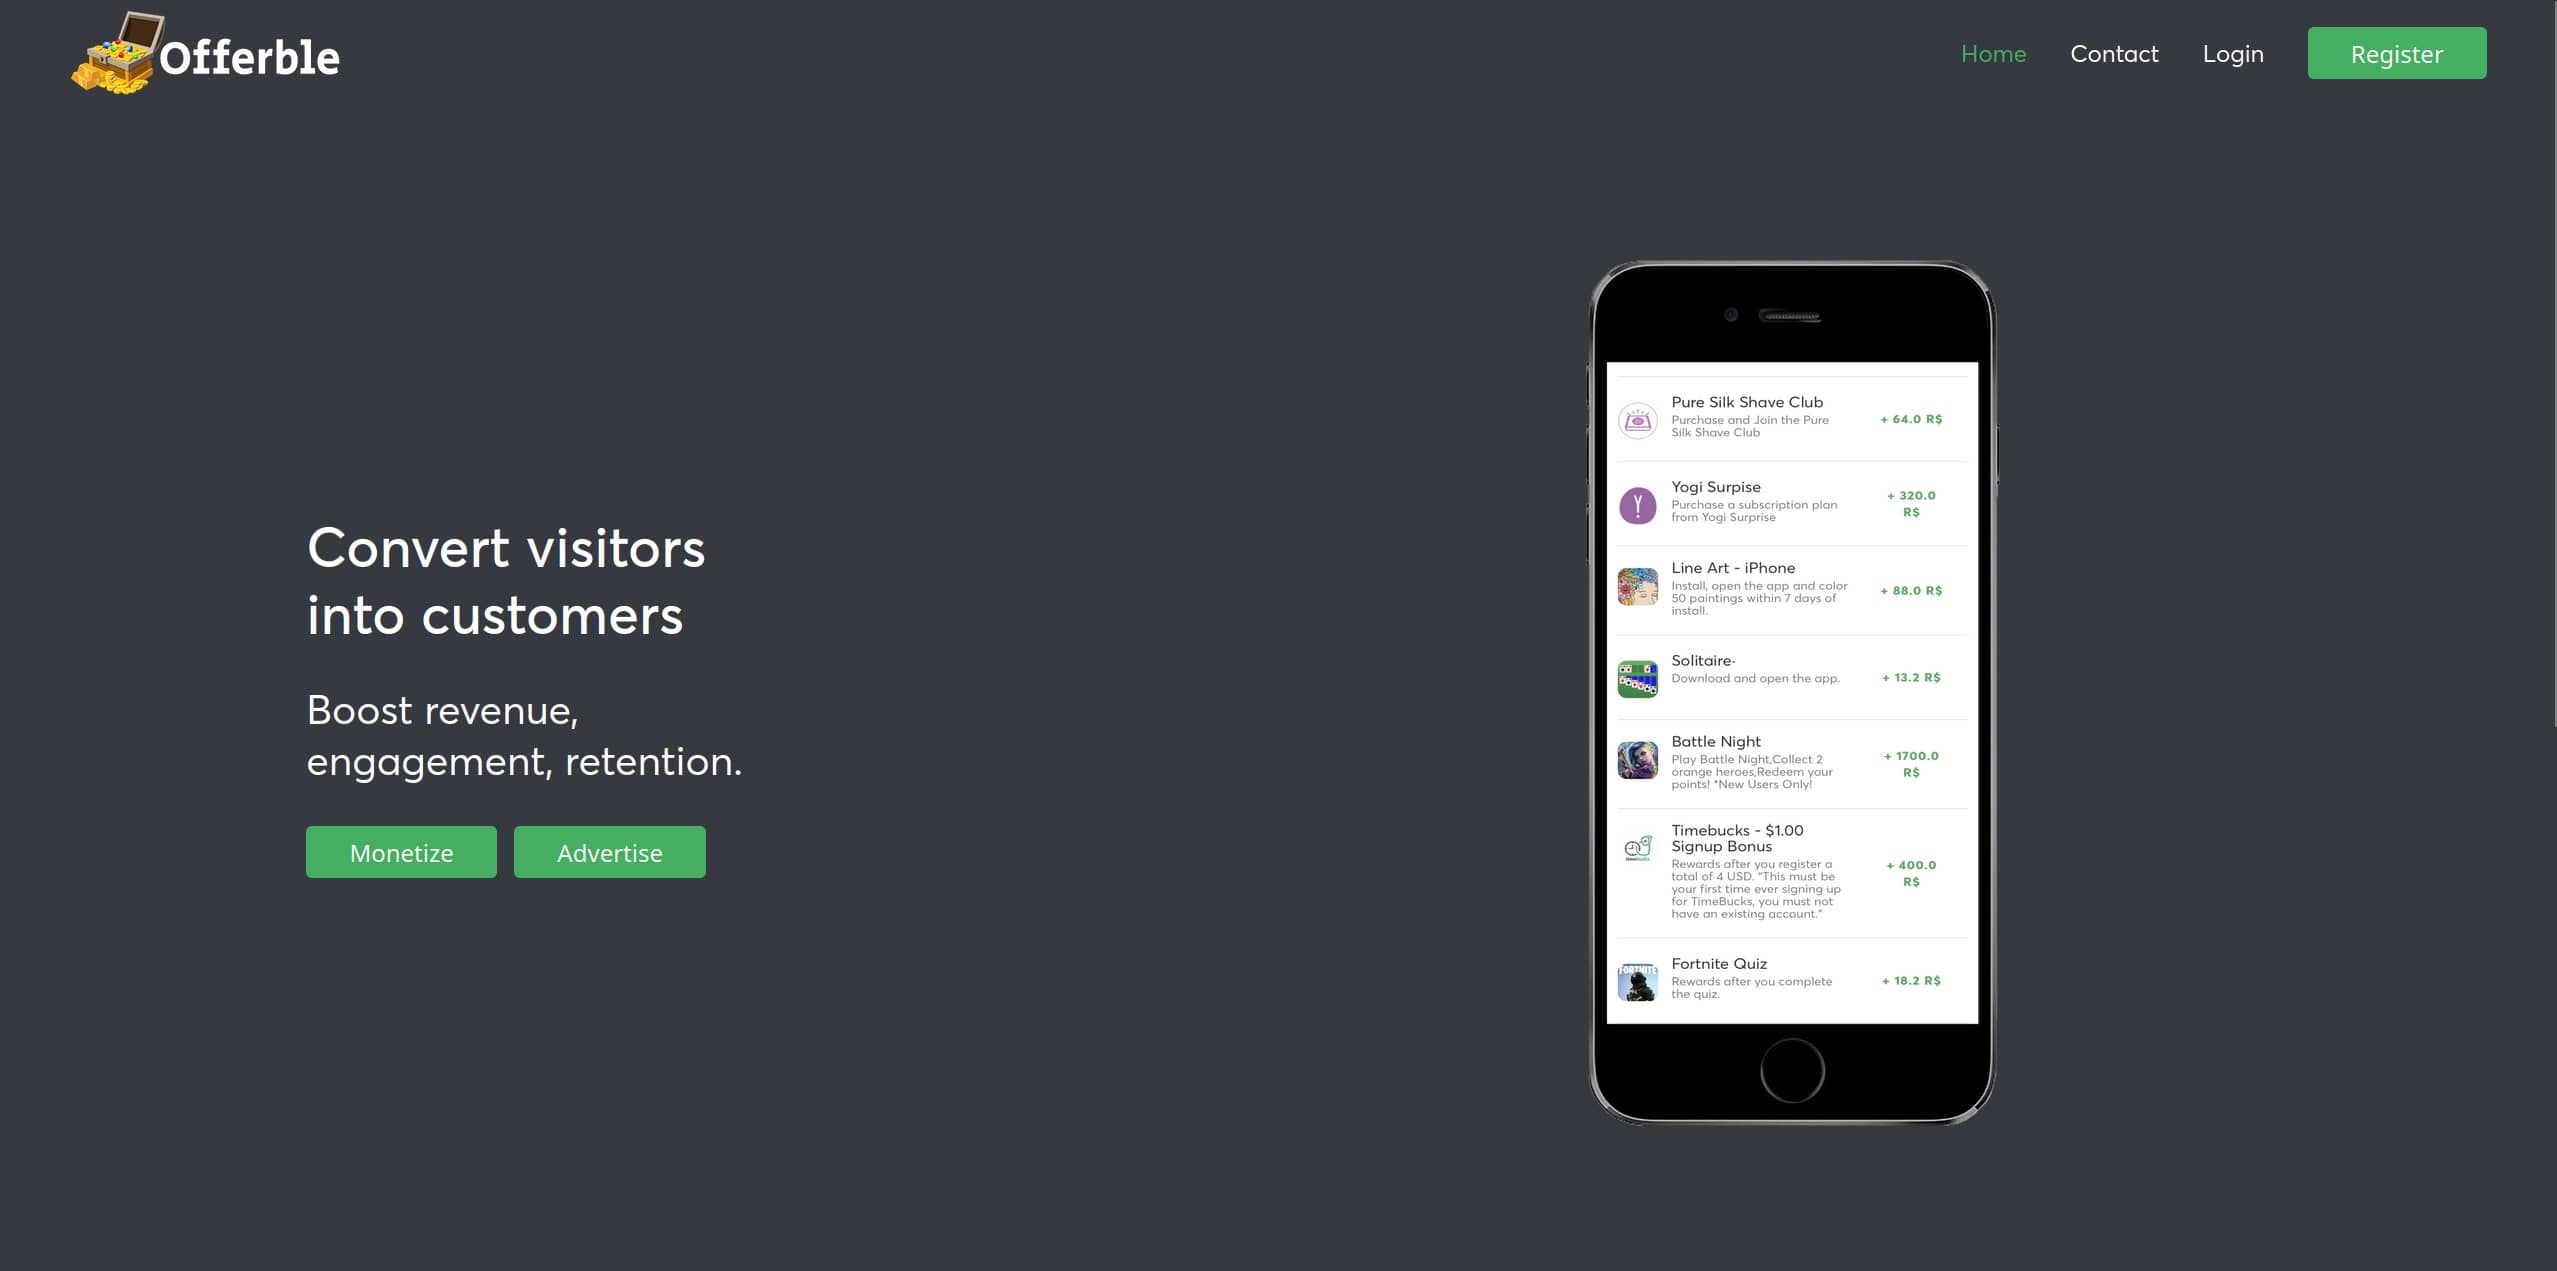 Offerble
Home
Contact
Login
Register
Convert visitors
into customers
Boost revenue,
engagement, retention.
Monetize
Advertise
Pure Silk Shave Club
Purchase and Join the Pure
Silk Shave Club
+ 64.0 R$
Yogi Surpise
Purchase a subscription plan
from Yogi Surprise
+ 320.0
R$
Line Art - iPhone
Install, open the app and color
50 paintings within 7 days of
install.
+ 88.0 R$
Solitaire·
Download and open the app.
+ 13.2 R$
Battle Night
Play Battle Night,Collect 2
orange heroes,Redeem your
points! *New Users Only!
+ 1700.0
R$
Timebucks - $1.00
Signup Bonus
Rewards after you register a
total of 4 USD. "This must be
your first time ever signing up
for TimeBucks, you must not
have an existing account."
+ 400.0
R$
FORTNITE
Fortnite Quiz
Rewards after you complete
the quiz.
+ 18.2 R$